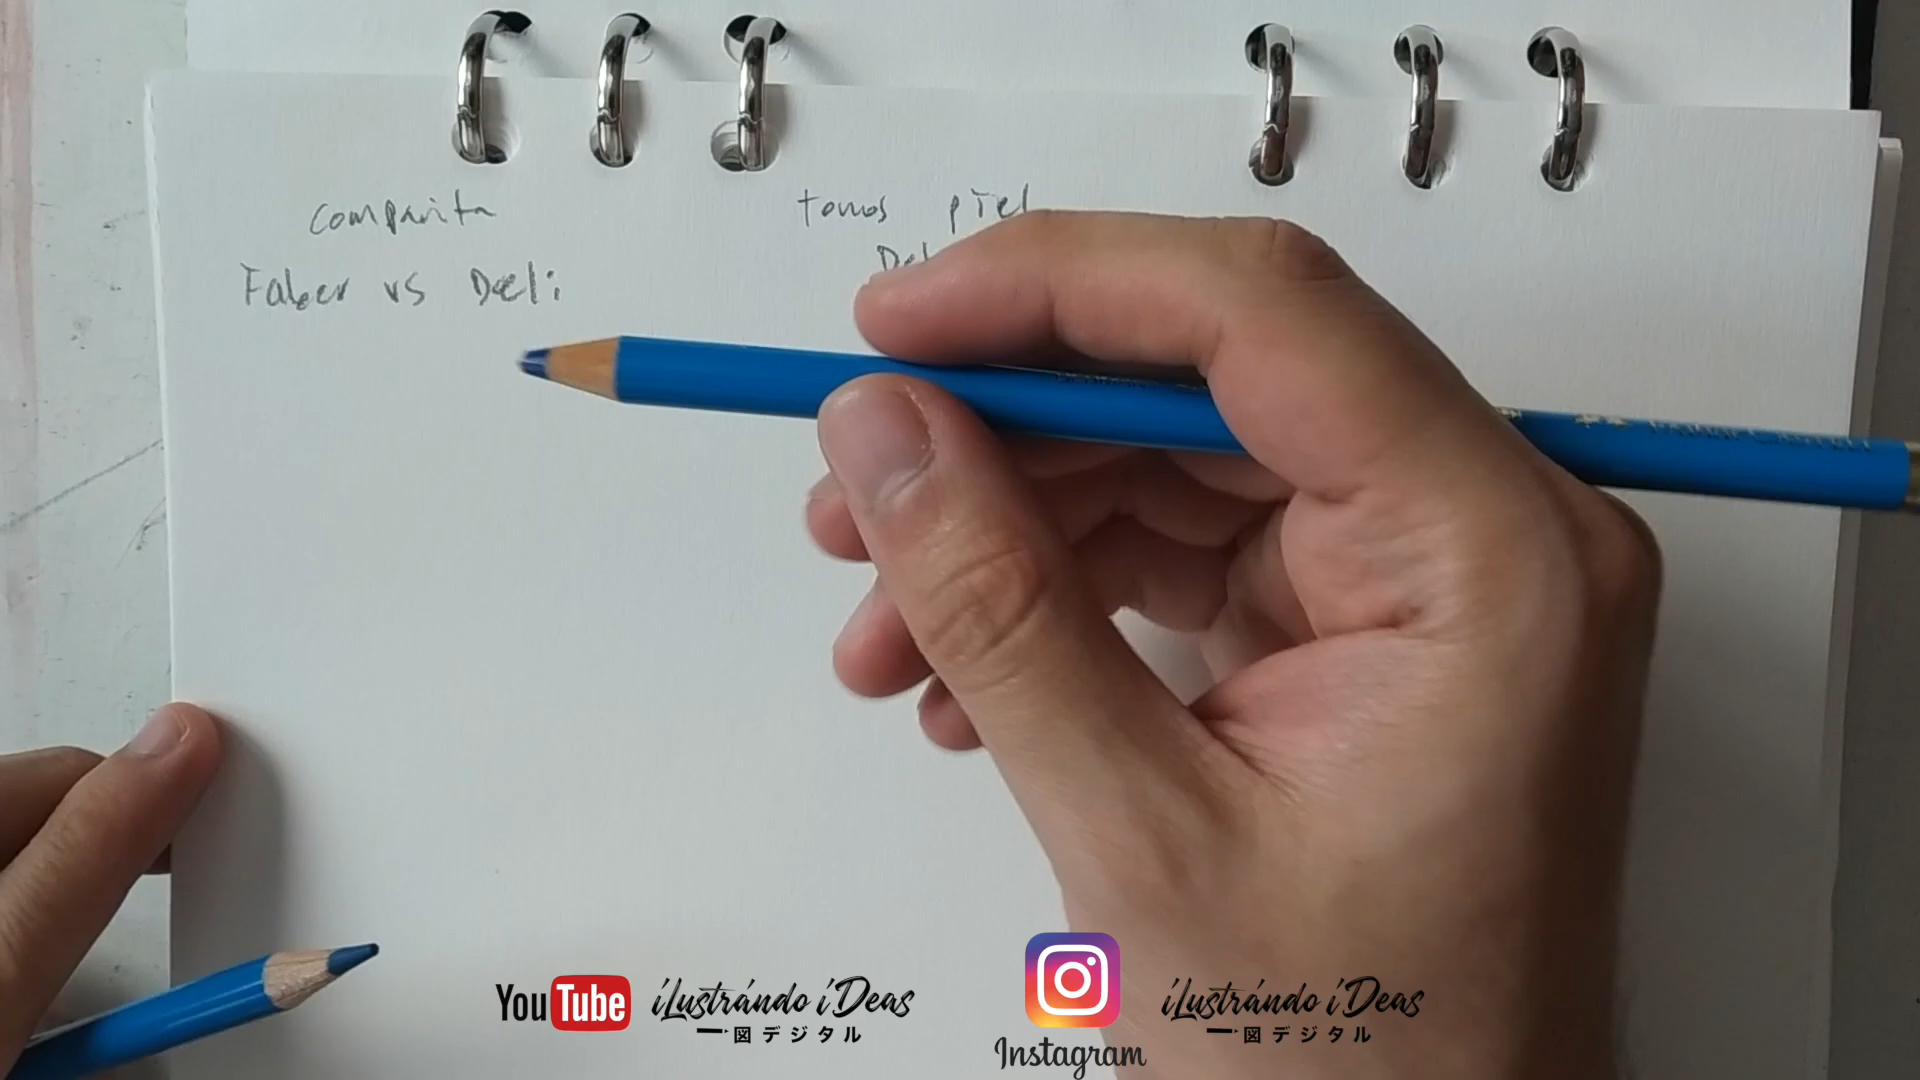 comparita
tonos piel
Faber vs Deli
YouTube
iLustrándo iDeas
図デジタル
Instagram
iLustrándo iDeas
図デジタル